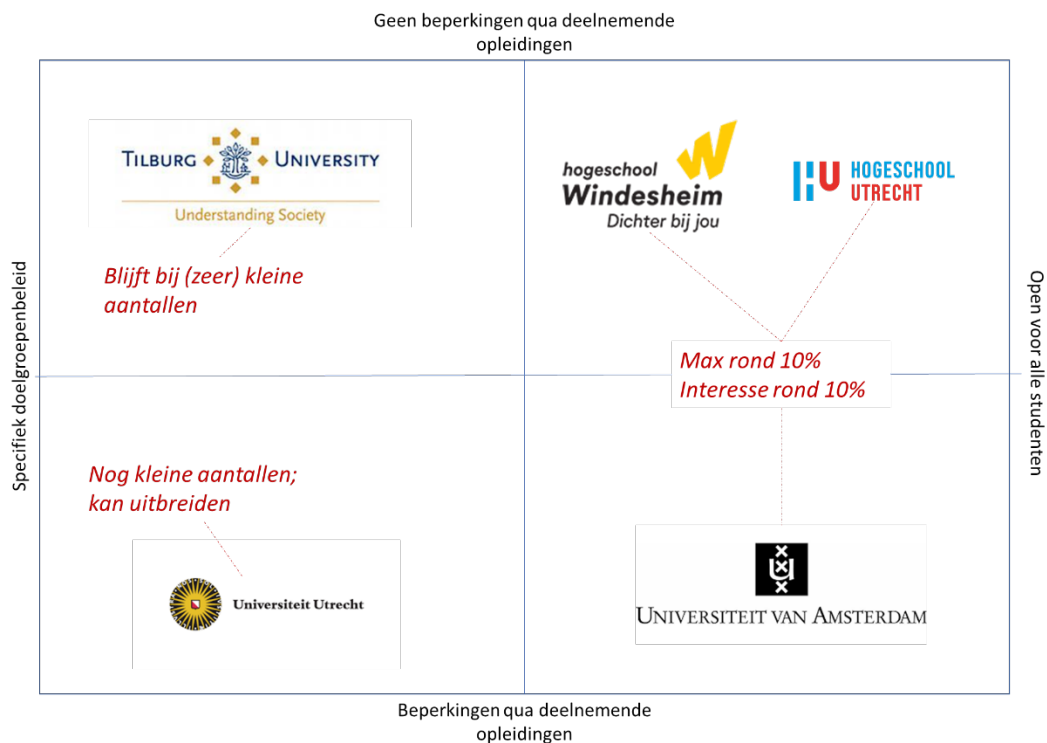 Geen beperkingen qua deelnemende
opleidingen
TILBURG UNIVERSITY
Understanding Society
Blijft bij (zeer) kleine
aantallen
hogeschool
Windesheim
Dichter bij jou
HU HOGESCHOOL
UTRECHT
Specifiek doelgroepenbeleid
Open voor alle studenten
Max rond 10%
Interesse rond 10%
Nog kleine aantallen;
kan uitbreiden
Universiteit Utrecht
UNIVERSITEIT VAN AMSTERDAM
Beperkingen qua deelnemende
opleidingen